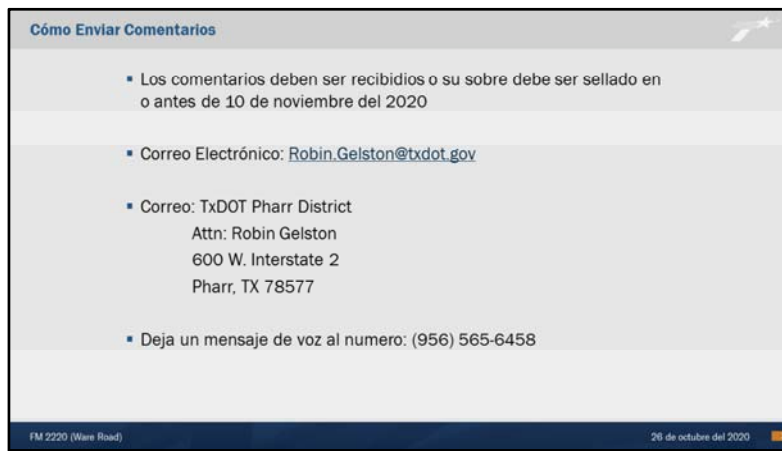 Cómo Enviar Comentarios
▪ Los comentarios deben ser recibidios o su sobre debe ser sellado en
o antes de 10 de noviembre del 2020
▪ Correo Electrónico: Robin.Gelston@txdot.gov
▪ Correo: TxDOT Pharr District
Attn: Robin Gelston
600 W. Interstate 2
Pharr, TX 78577
▪ Deja un mensaje de voz al numero: (956) 565-6458
FM 2220 (Ware Road)
26 de octubre del 2020